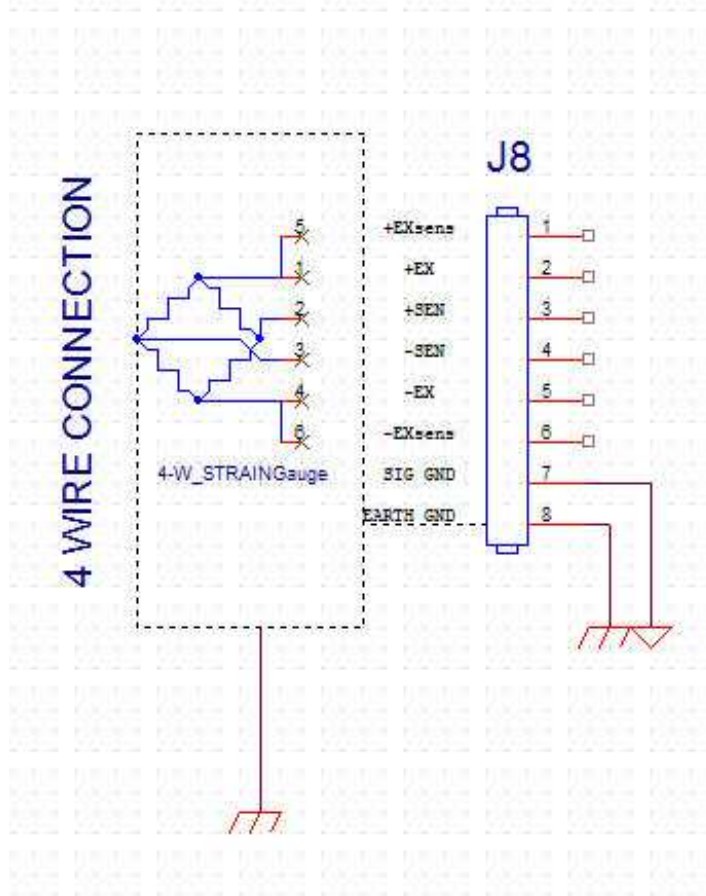 4 WIRE CONNECTION
J8
5 +EXsens 1
1 +EX 2
2 +SEN 3
3 -SEN 4
4 -EX 5
6 -EXsens 6
4-W_STRAINGauge SIG GND 7
EARTH GND 8